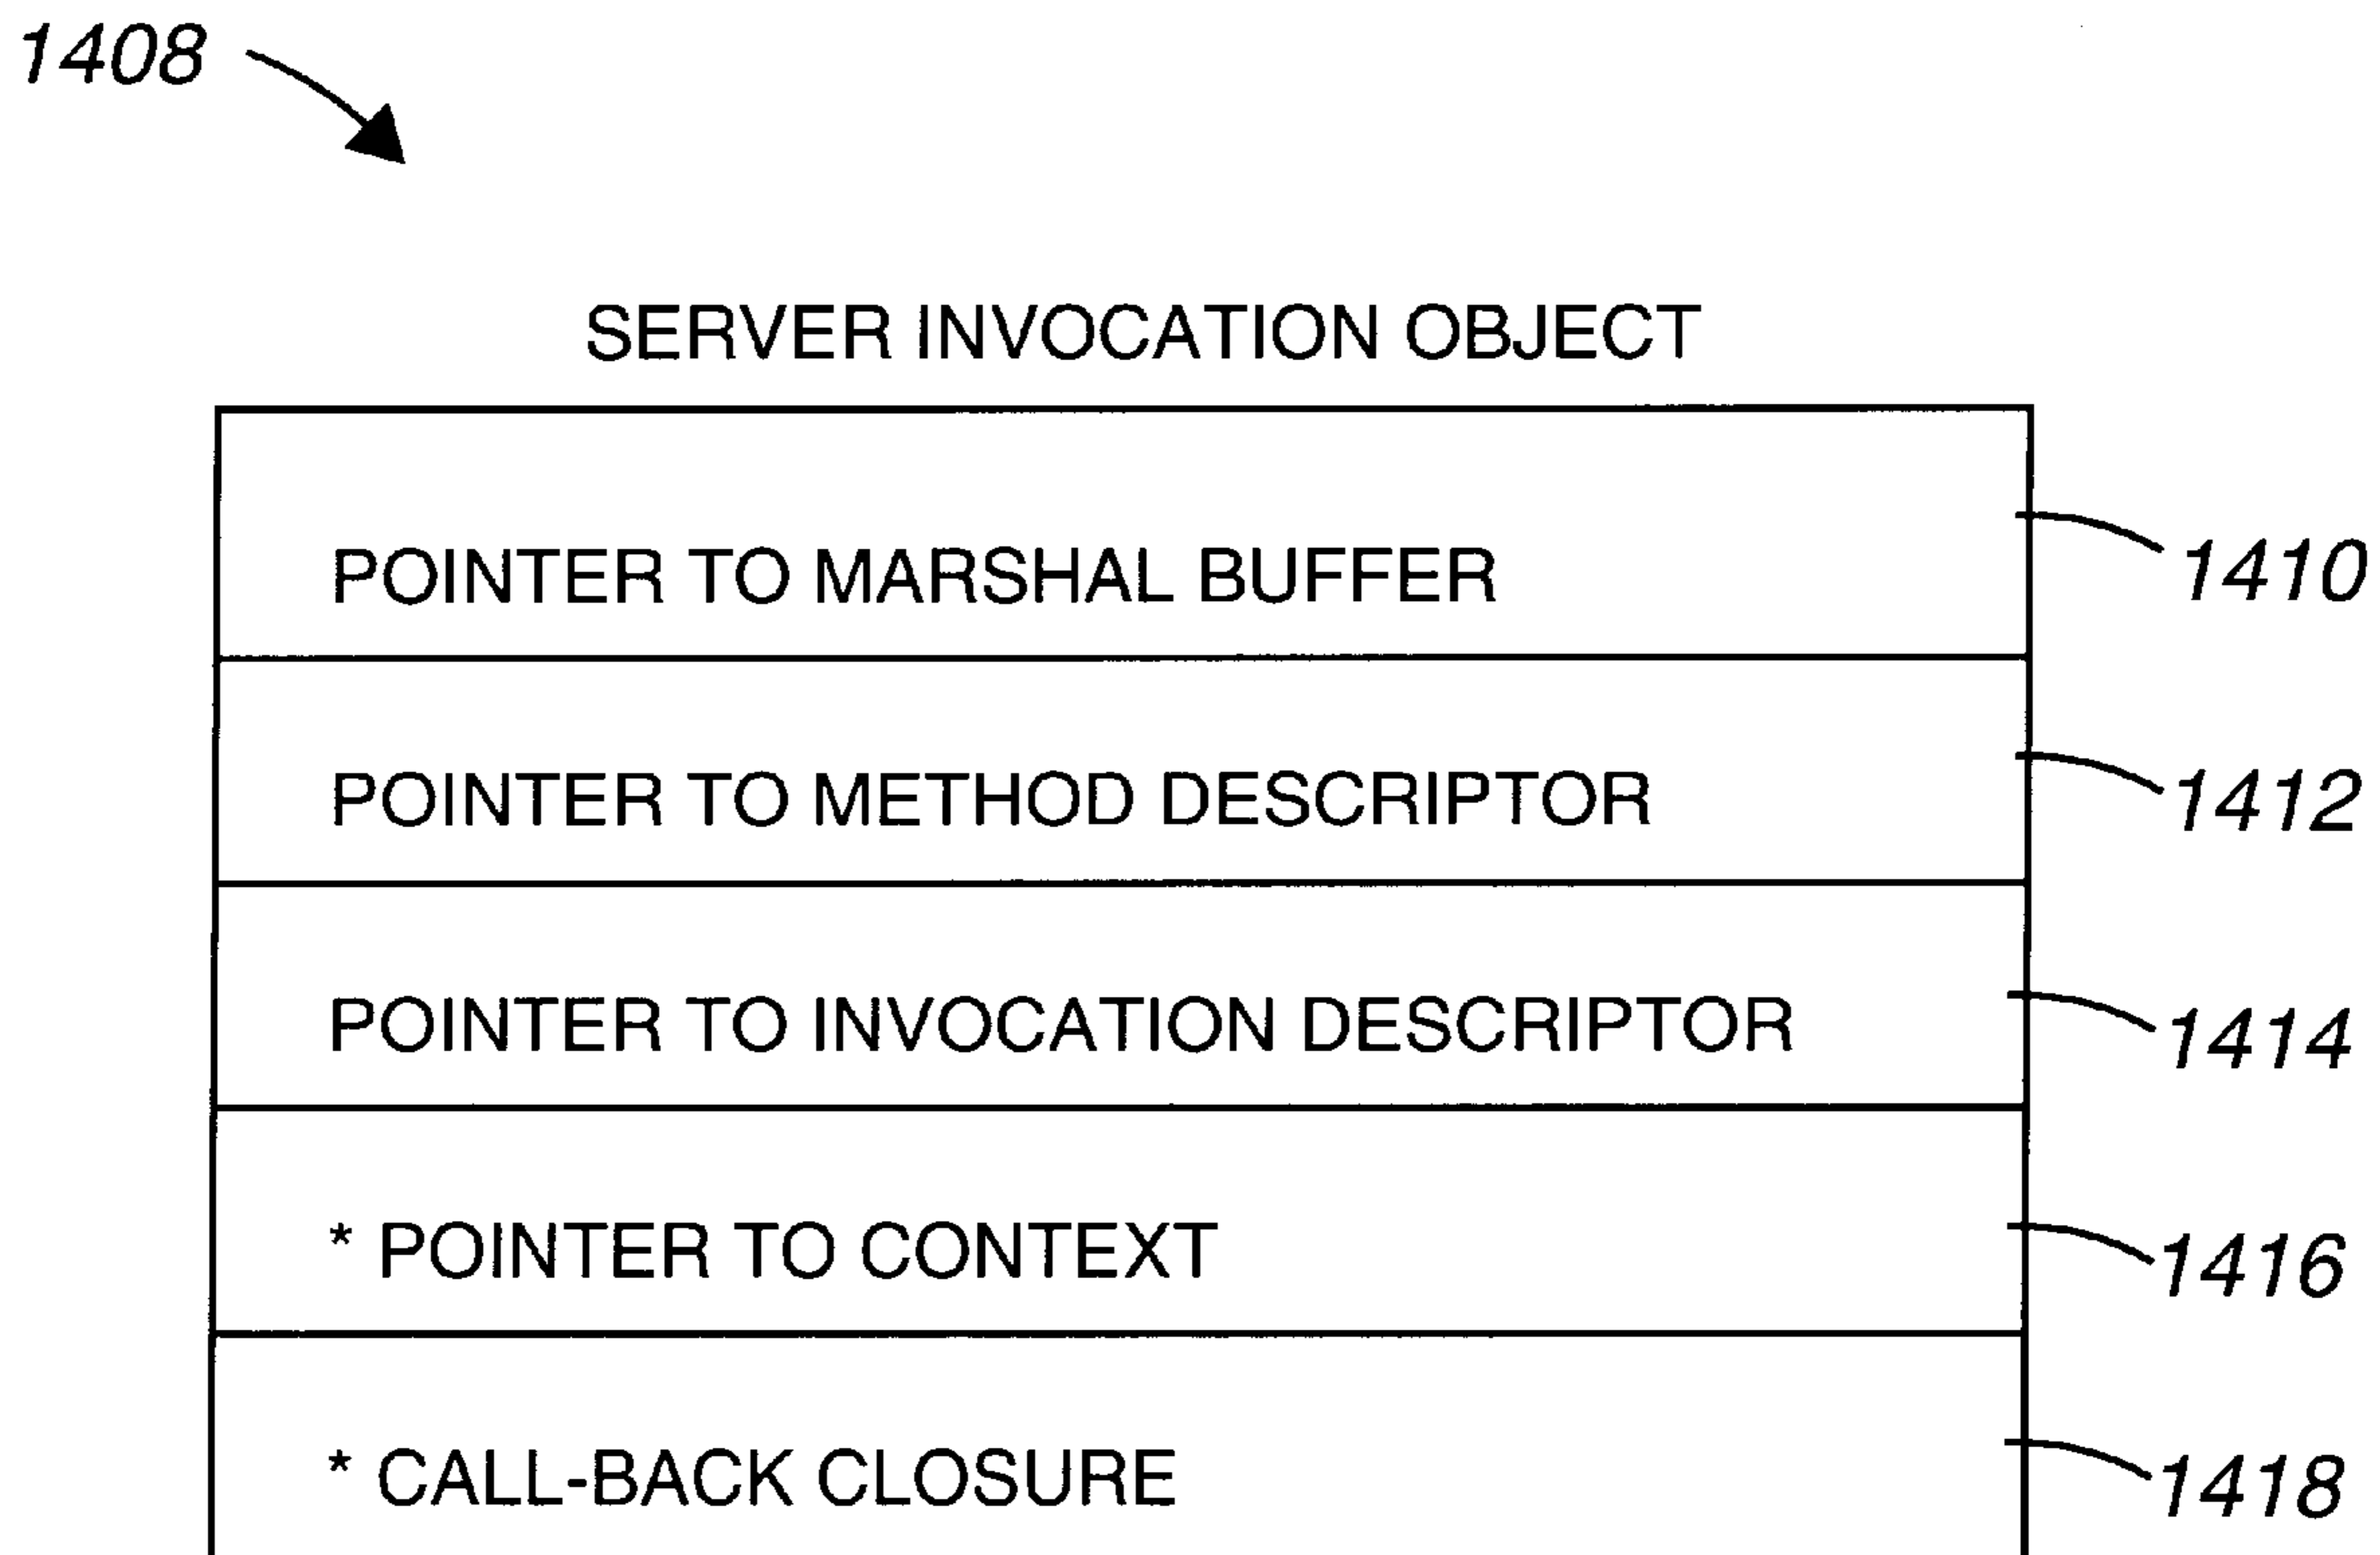 1408
SERVER INVOCATION OBJECT
POINTER TO MARSHAL BUFFER
1410
POINTER TO METHOD DESCRIPTOR
1412
POINTER TO INVOCATION DESCRIPTOR
1414
* POINTER TO CONTEXT
1416
* CALL-BACK CLOSURE
1418